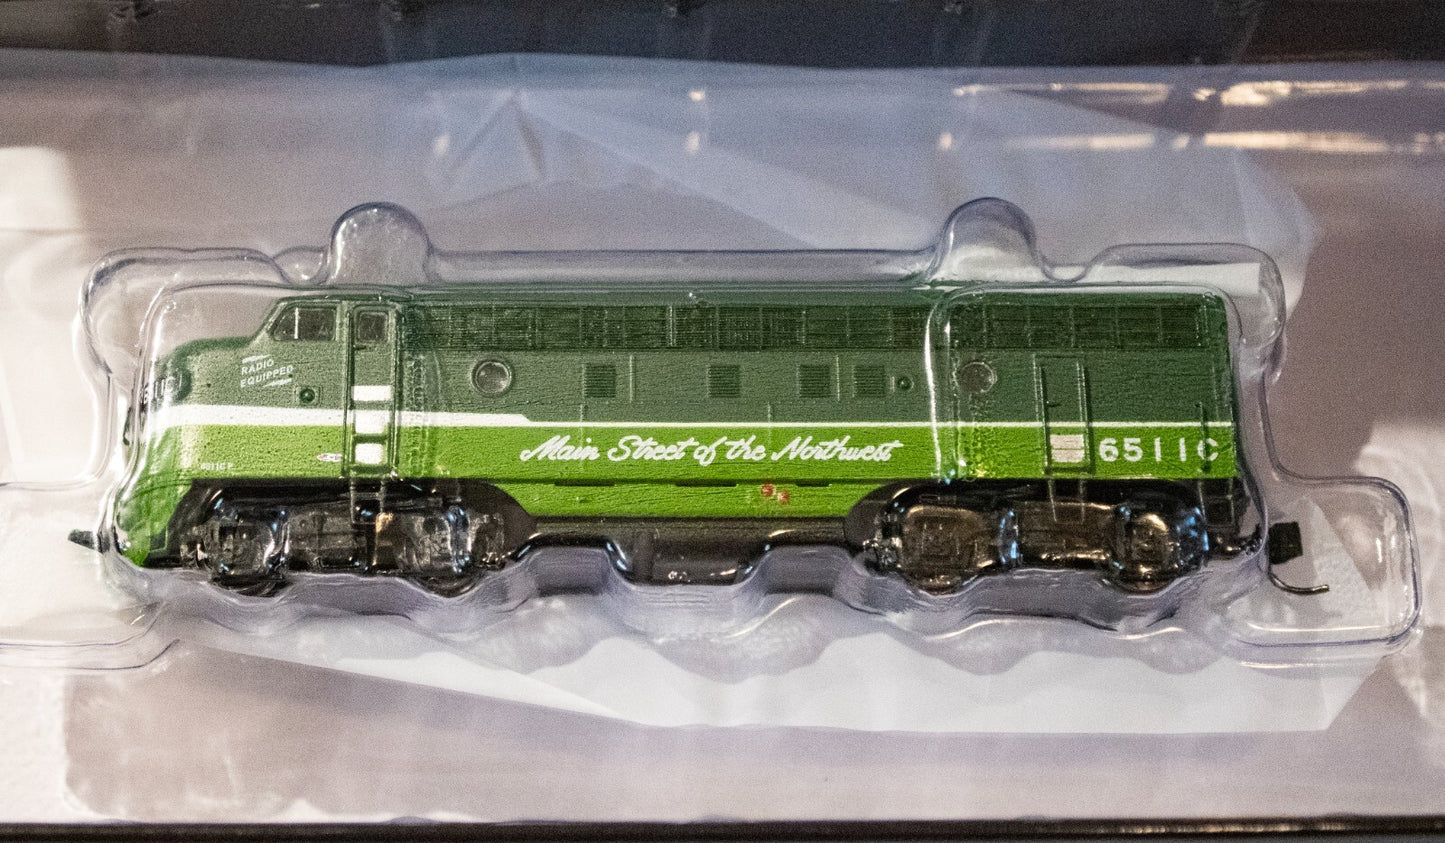 RADIO
EQUIPPED
Main Street of the Northwest
6511C